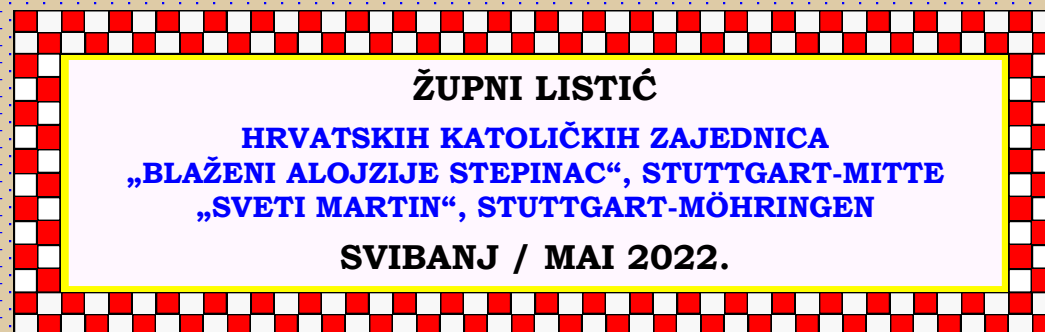 ŽUPNI LISTIĆ
HRVATSKIH KATOLIČKIH ZAJEDNICA
„BLAŽENI ALOJZIJE STEPINAC“, STUTTGART-MITTE
„SVETI MARTIN“, STUTTGART-MÖHRINGEN
SVIBANJ / MAI 2022.